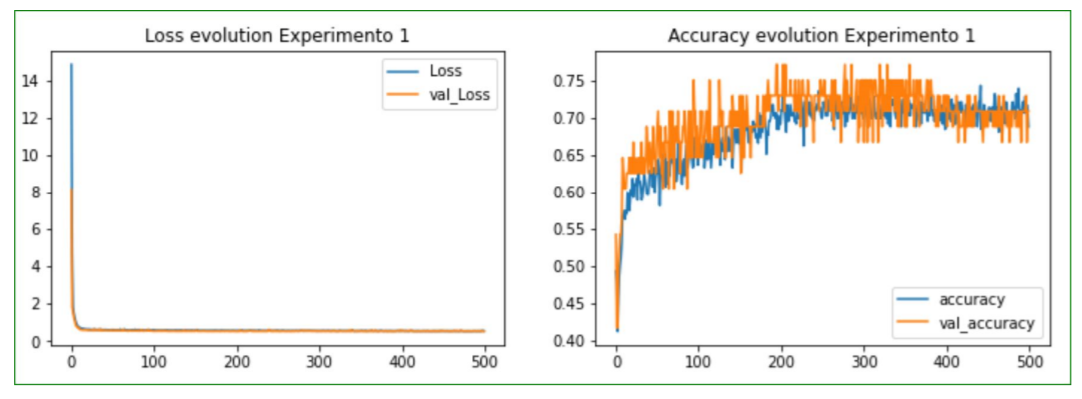 Loss evolution Experimento 1
14
12
10
8
6
4
2
0
0 100 200 300 400 500
Loss
val_Loss
Accuracy evolution Experimento 1
0.75
0.70
0.65
0.60
0.55
0.50
0.45
0.40
0 100 200 300 400 500
accuracy
val_accuracy